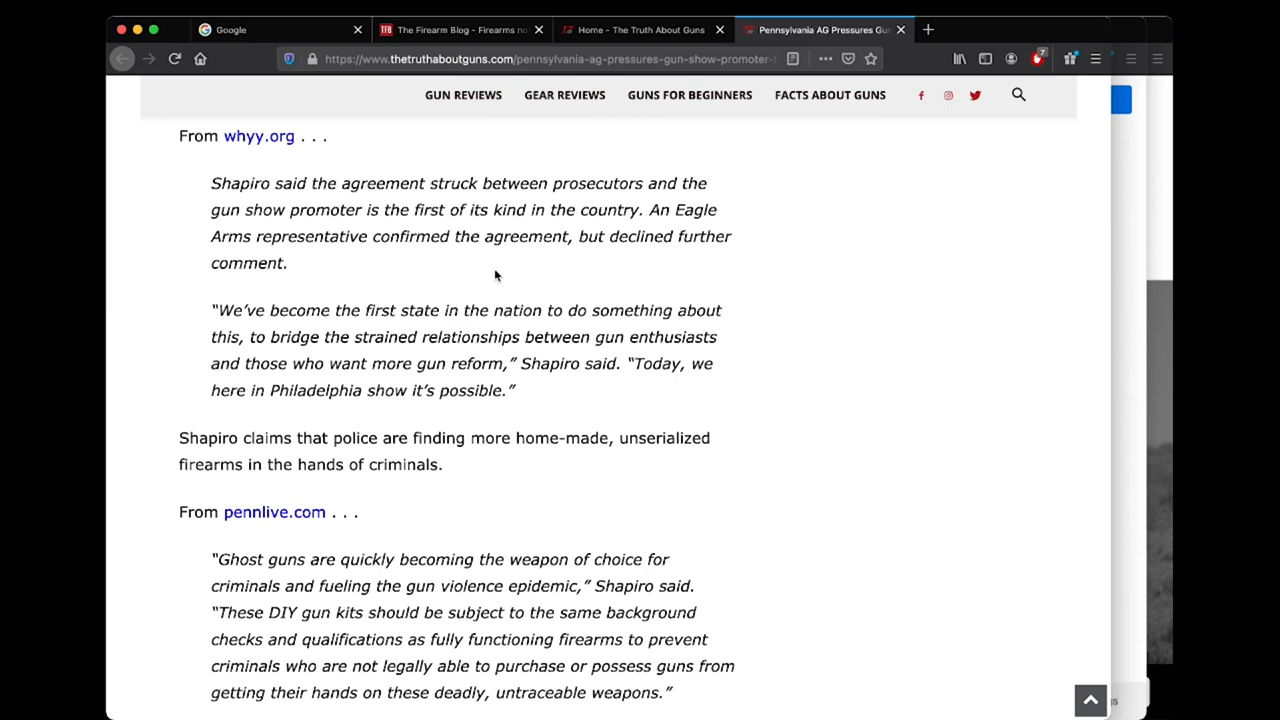 Google
The Firearm Blog - Firearms no
Home - The Truth About Guns
Pennsylvania AG Pressures Gu
https://www.thetruthaboutguns.com/pennsylvania-ag-pressures-gun-show-promoter-
7
GUN REVIEWS GEAR REVIEWS GUNS FOR BEGINNERS FACTS ABOUT GUNS
From whyy.org . . .
Shapiro said the agreement struck between prosecutors and the
gun show promoter is the first of its kind in the country. An Eagle
Arms representative confirmed the agreement, but declined further
comment.
“We’ve become the first state in the nation to do something about
this, to bridge the strained relationships between gun enthusiasts
and those who want more gun reform,” Shapiro said. “Today, we
here in Philadelphia show it’s possible.”
Shapiro claims that police are finding more home-made, unserialized
firearms in the hands of criminals.
From pennlive.com . . .
“Ghost guns are quickly becoming the weapon of choice for
criminals and fueling the gun violence epidemic,” Shapiro said.
“These DIY gun kits should be subject to the same background
checks and qualifications as fully functioning firearms to prevent
criminals who are not legally able to purchase or possess guns from
getting their hands on these deadly, untraceable weapons.”